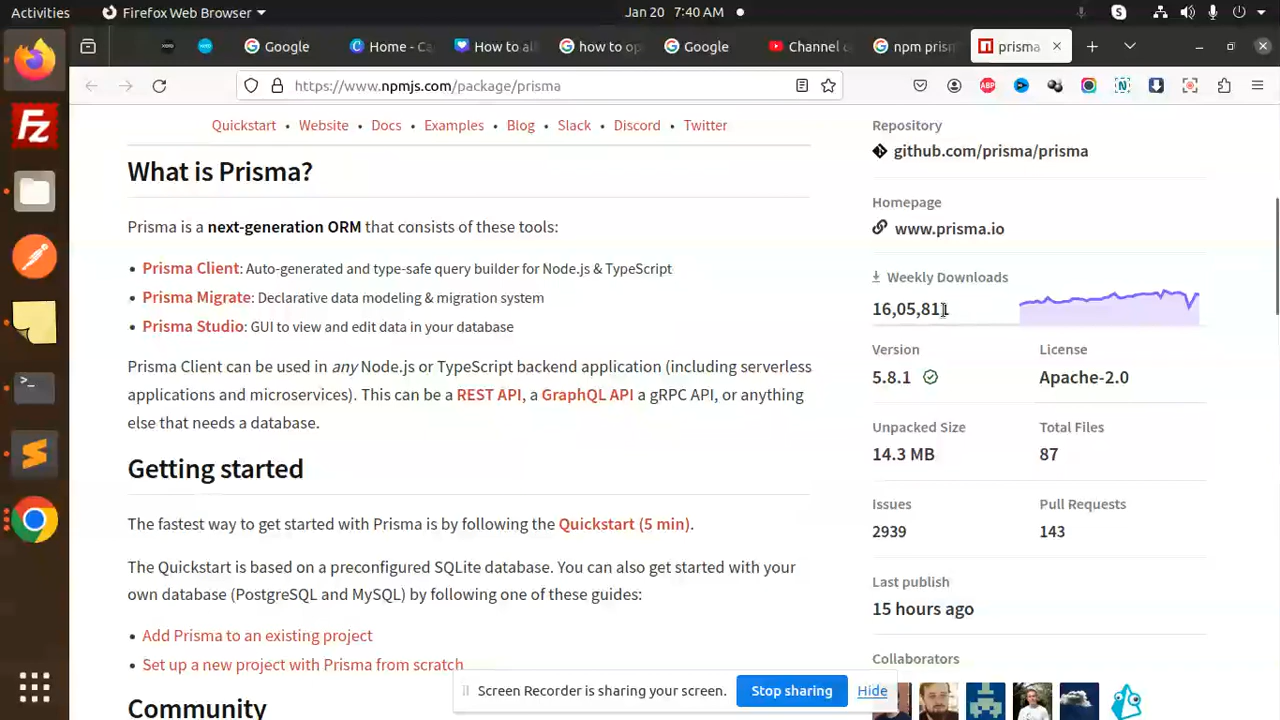 Activities
Firefox Web Browser
Jan 20 7:40 AM
Google
Home - Ca
How to al
how to op
Google
Channel c
npm pris
prisma
https://www.npmjs.com/package/prisma
ABP
Quickstart • Website • Docs • Examples • Blog • Slack • Discord • Twitter
What is Prisma?
Prisma is a next-generation ORM that consists of these tools:
• Prisma Client: Auto-generated and type-safe query builder for Node.js & TypeScript
• Prisma Migrate: Declarative data modeling & migration system
• Prisma Studio: GUI to view and edit data in your database
Prisma Client can be used in any Node.js or TypeScript backend application (including serverless
applications and microservices). This can be a REST API, a GraphQL API a gRPC API, or anything
else that needs a database.
Getting started
The fastest way to get started with Prisma is by following the Quickstart (5 min).
The Quickstart is based on a preconfigured SQLite database. You can also get started with your
own database (PostgreSQL and MySQL) by following one of these guides:
• Add Prisma to an existing project
• Set up a new project with Prisma from scratch
Community
Repository
github.com/prisma/prisma
Homepage
www.prisma.io
Weekly Downloads
16,05,811
Version
License
5.8.1
Apache-2.0
Unpacked Size
Total Files
14.3 MB
87
Issues
Pull Requests
2939
143
Last publish
15 hours ago
Collaborators
Screen Recorder is sharing your screen.
Stop sharing
Hide